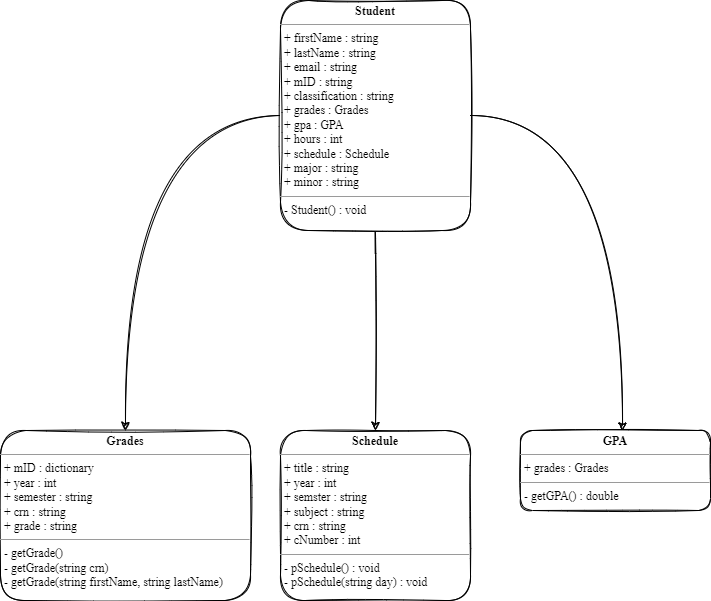 Student
+ firstName : string
+ lastName : string
+ email : string
+ mID : string
+ classification : string
+ grades : Grades
+ gpa : GPA
+ hours : int
+ schedule : Schedule
+ major : string
+ minor : string
- Student() : void
Grades
+ mID : dictionary
+ year : int
+ semester : string
+ crn : string
+ grade : string
- getGrade()
- getGrade(string crn)
- getGrade(string firstName, string lastName)
Schedule
+ title : string
+ year : int
+ semster : string
+ subject : string
+ crn : string
+ cNumber : int
- pSchedule() : void
- pSchedule(string day) : void
GPA
+ grades : Grades
- getGPA() : double